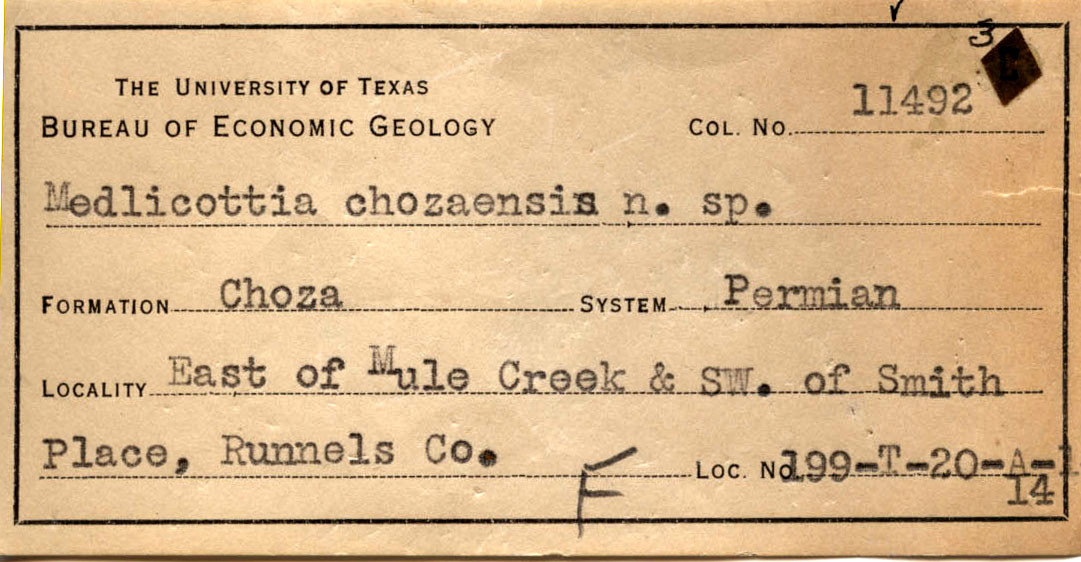 3
C
THE UNIVERSITY OF TEXAS
BUREAU OF ECONOMIC GEOLOGY
COL. NO. 11492
Medlicottia chozaensis n. sp.
FORMATION Choza SYSTEM Permian
LOCALITY East of Mule Creek & SW. of Smith
Place, Runnels Co. LOC. NO. 199-T-20-A-1
14
F